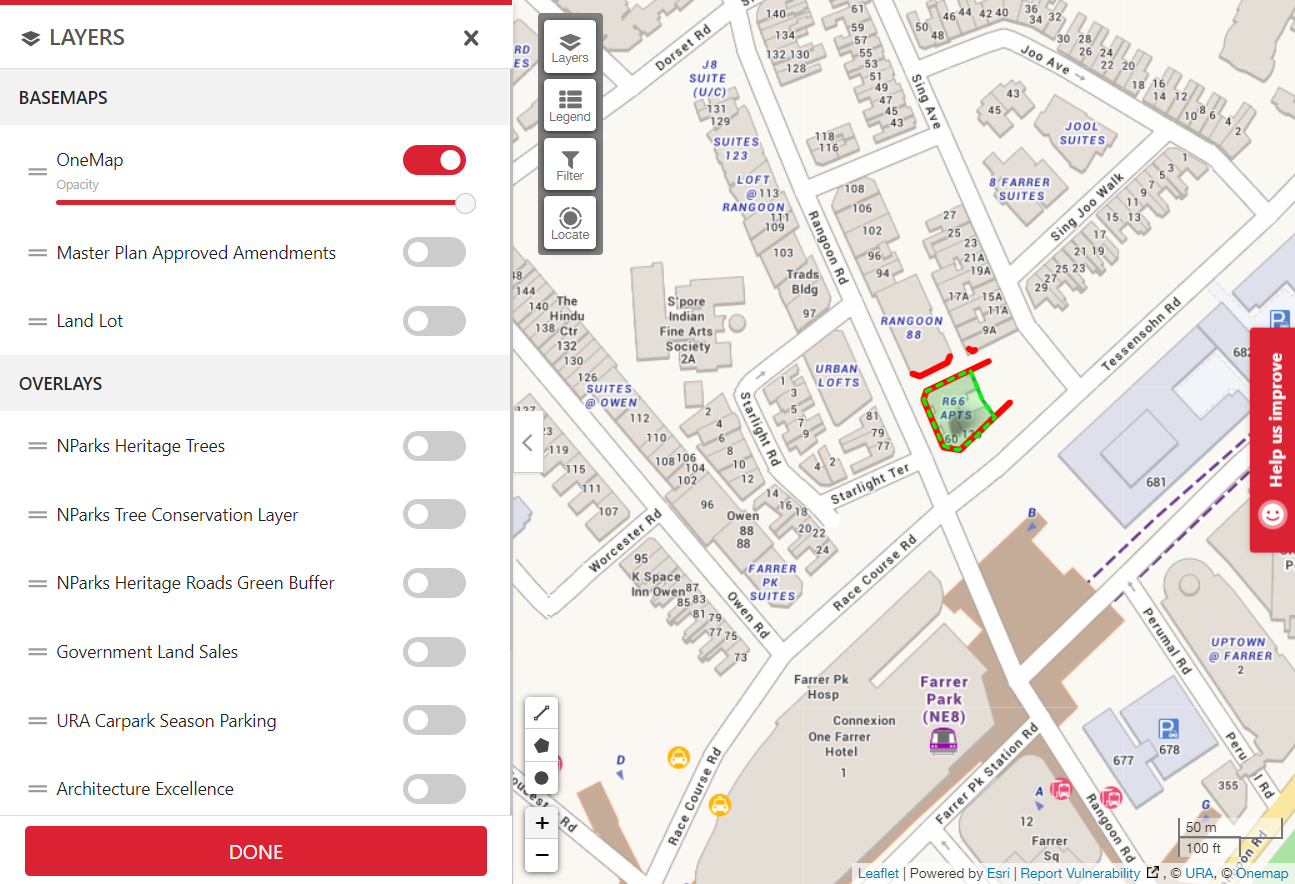 LAYERS
BASEMAPS
OneMap
Opacity
Master Plan Approved Amendments
Land Lot
OVERLAYS
NParks Heritage Trees
NParks Tree Conservation Layer
NParks Heritage Roads Green Buffer
Government Land Sales
URA Carpark Season Parking
Architecture Excellence
DONE
Layers
Legend
Filter
Locate
Dorset Rd
140
134
132 130
128
J8
SUITE
(U/C)
131
129
SUITES
123
LOFT
@113
RANGOON
111
109
103
Trads
Bldg
97
61
59
57
55
53
51
49
47
45
43
50
48
46 44 42 40
36
34 32
30 28
26 24
22 20
18 16
14 12
10 8 6
4 2
Joo Ave
Sing Ave
118
116
43
45
JOOL
SUITES
8 FARRER
SUITES
Sing Joo Walk
1
3
5
7
9
11
13
15
17
19
21
23
25
27
29
108
106
102
96
94
27
25
23
21A
19A
17A 15A
11A
9A
RANGOON
88
Rangoon Rd
Tessensohn Rd
R66
APTS
60
S'pore
Indian
Fine Arts
Society
2A
The
Hindu
Ctr
48
144
140
138
132
130
126
SUITES
@ OWEN
112
110
108 106
104
102
96
URBAN
LOFTS
1
3
5
7
81
79
77
4 2
Starlight Rd
Starlight Ter
2
4
6
8
10
12
14
16
18
20 22
24
Owen
88
88
FARRER
PK
SUITES
127
23
119
115
111
107
Worcester Rd
95
K Space
Inn Owen
87
85 83
81 79
77 75
73
Owen Rd
Race Course Rd
B
681
682
P
Help us improve
Perumal Rd
UPTOWN
@ FARRER
2
Farrer Pk
Hosp
Connexion
One Farrer
Hotel
1
Farrer
Park
(NE8)
Farrer Pk Station Rd
Race Course Rd
D
A
12
Farrer
Sq
Rangoon Rd
P
678
677
355
G
+
−
50 m
100 ft
Leaflet | Powered by Esri | Report Vulnerability , © URA, © Onemap